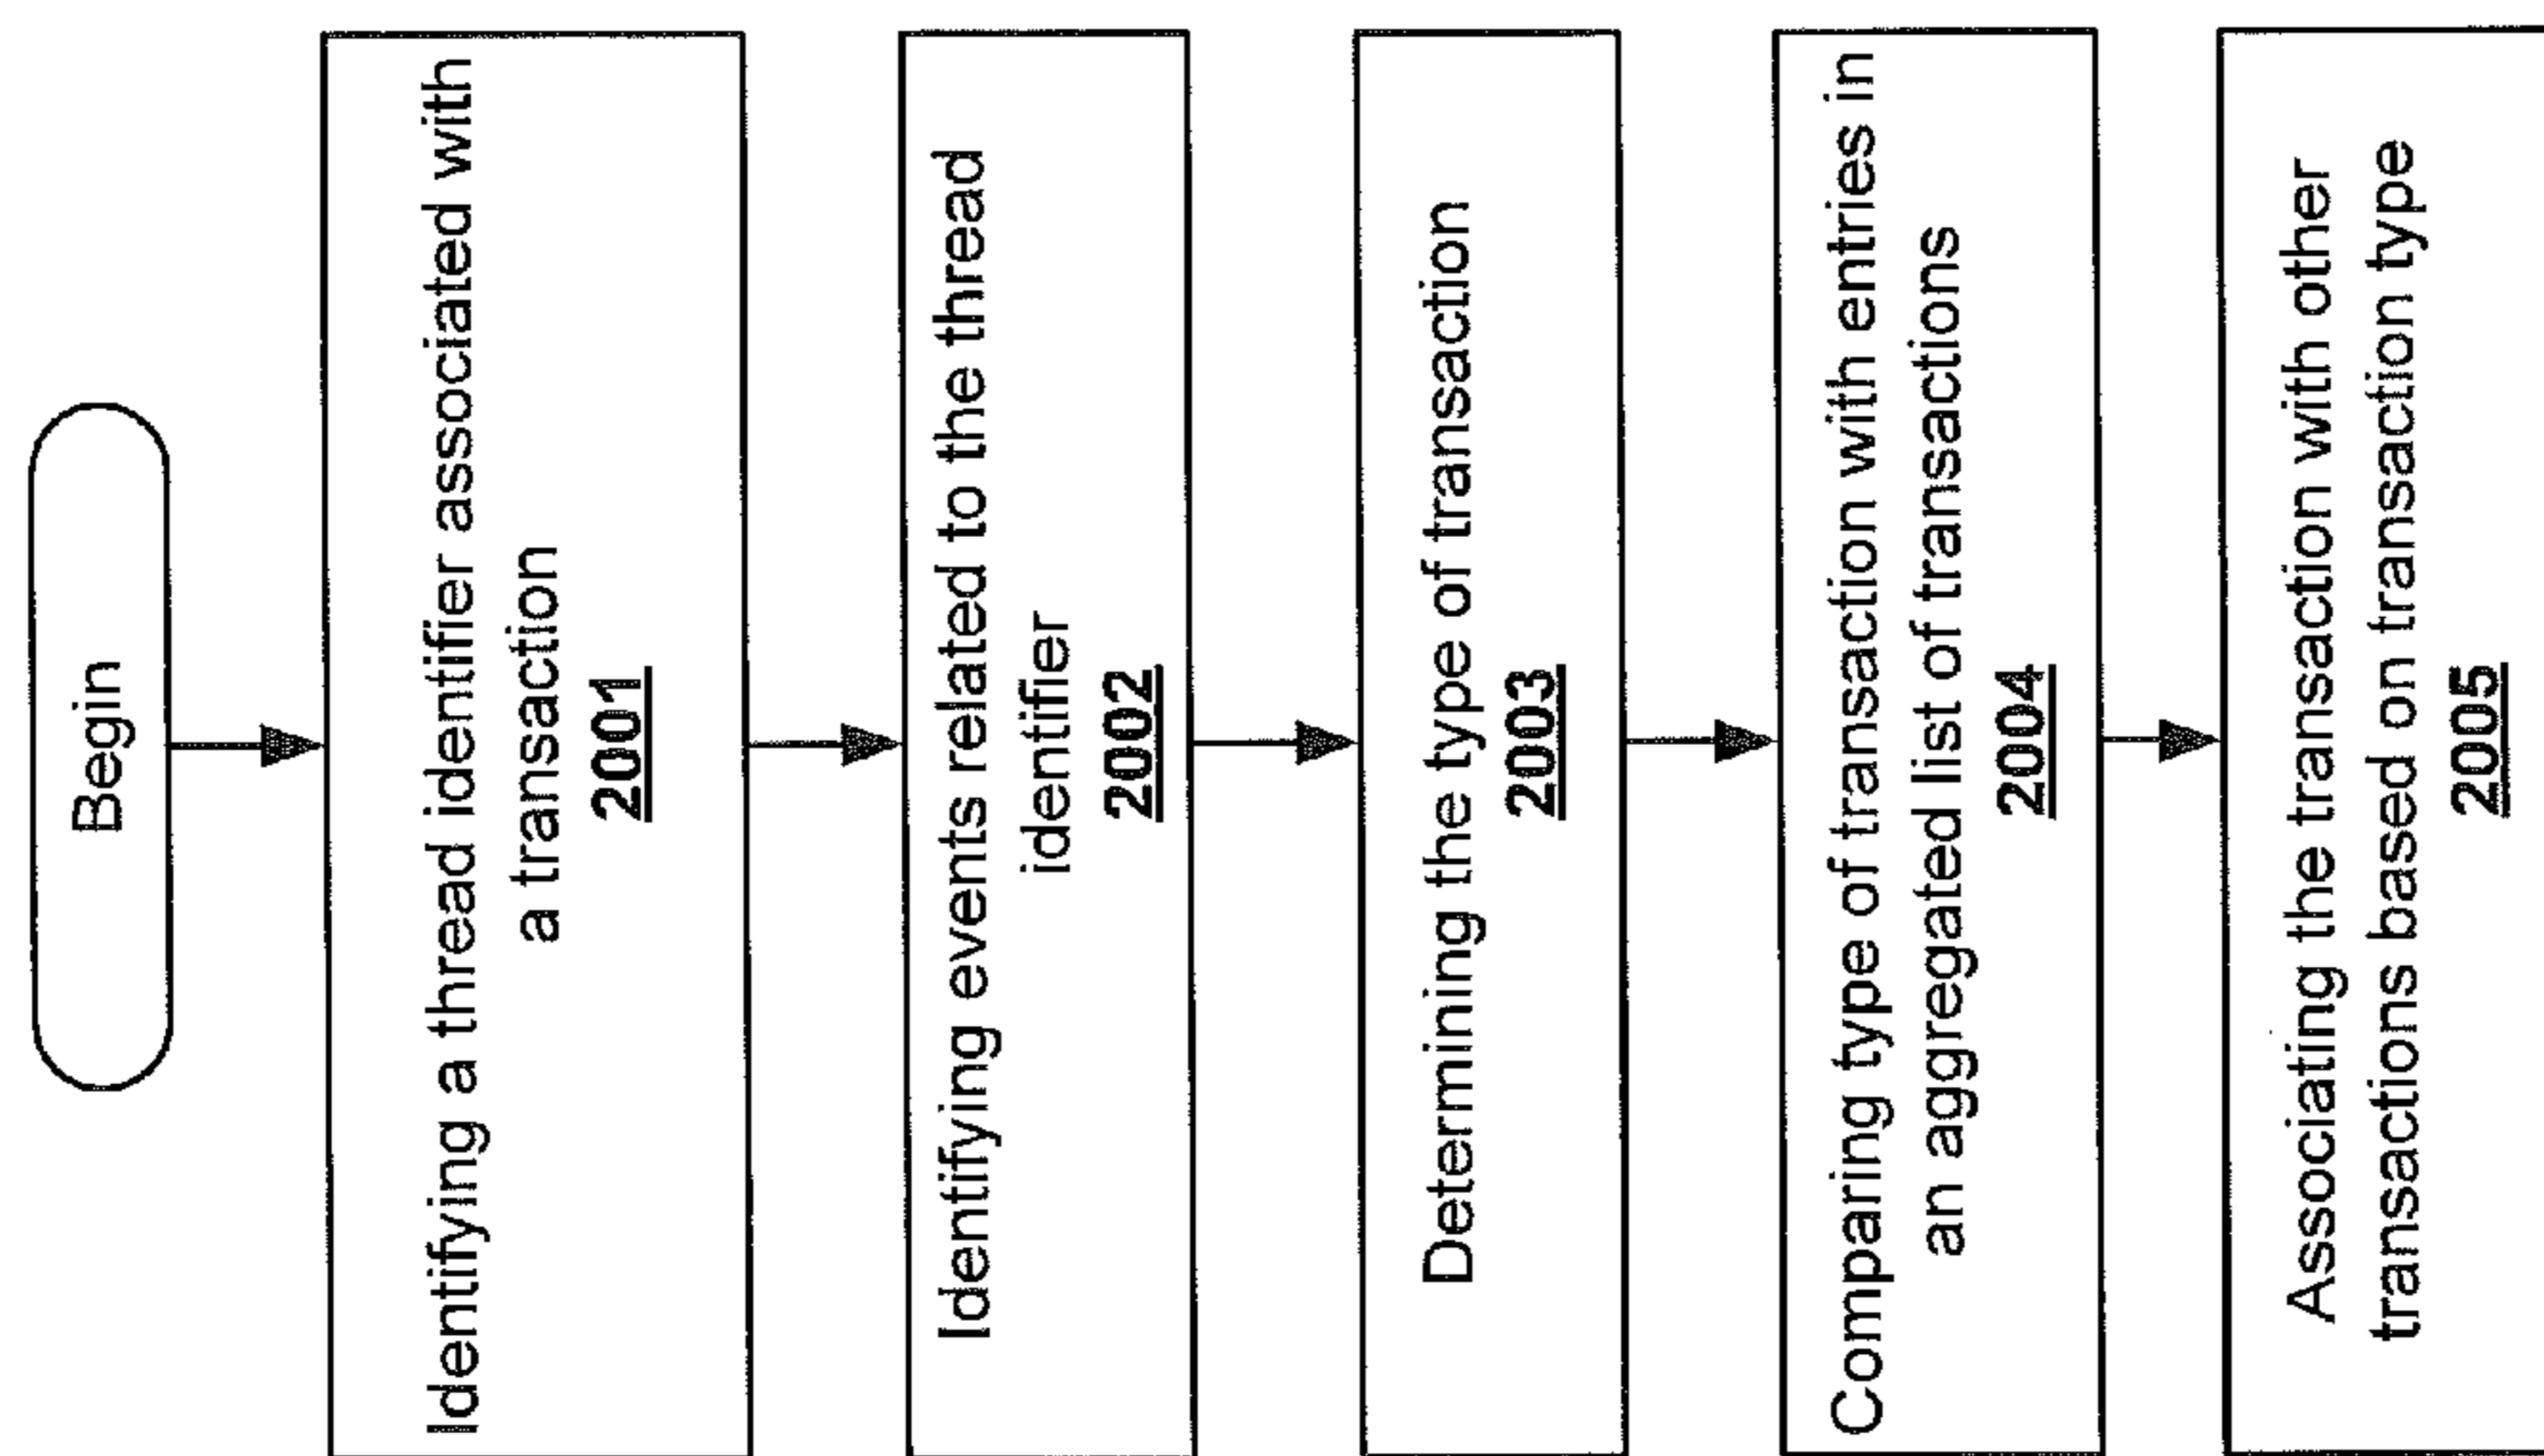 Begin
Identifying a thread identifier associated with
a transaction
2001
Identifying events related to the thread
identifier
2002
Determining the type of transaction
2003
Comparing type of transaction with entries in
an aggregated list of transactions
2004
Associating the transaction with other
transactions based on transaction type
2005